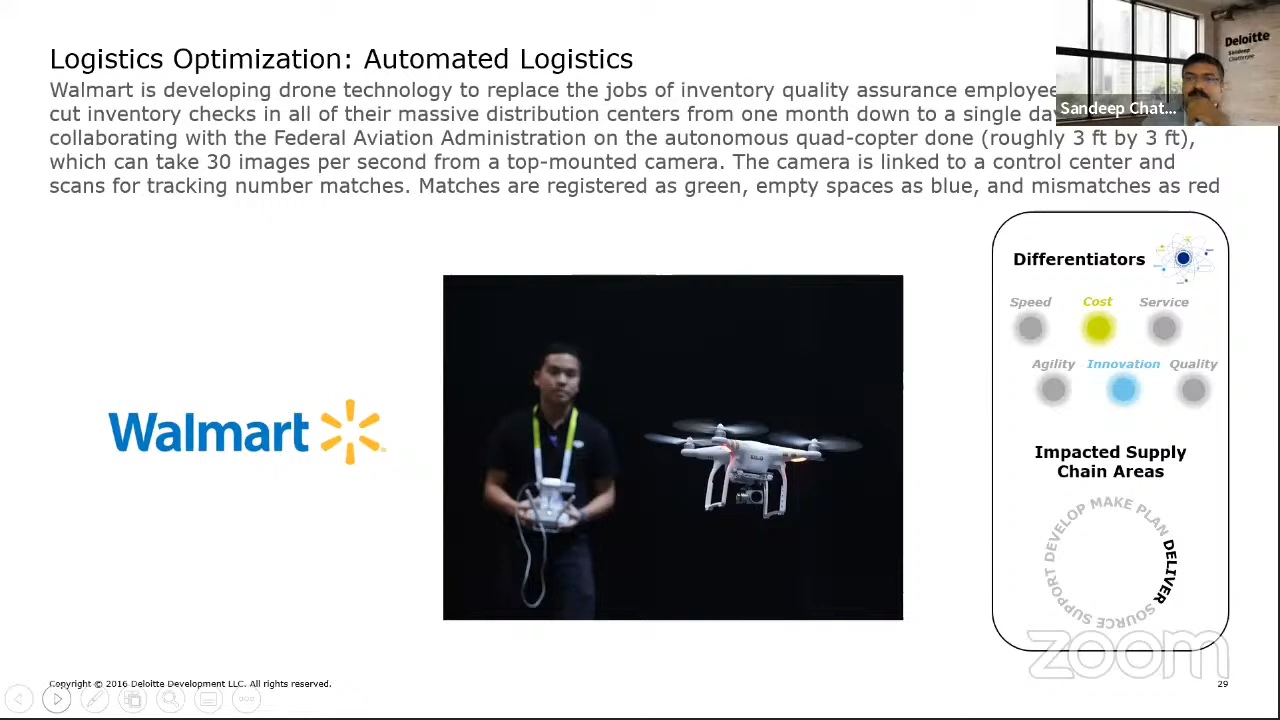 Logistics Optimization: Automated Logistics
Walmart is developing drone technology to replace the jobs of inventory quality assurance
cut inventory checks in all of their massive distribution centers from one month down to a single
collaborating with the Federal Aviation Administration on the autonomous quad-copter done (roughly 3 ft by 3 ft),
which can take 30 images per second from a top-mounted camera. The camera is linked to a control center and
scans for tracking number matches. Matches are registered as green, empty spaces as blue, and mismatches as red
Deloitte
Sandeep
Chatterjee
Sandeep Chat...
Differentiators
Speed Cost Service
Agility Innovation Quality
Walmart
Impacted Supply
Chain Areas
DEVELOP MAKE PLAN DELIVER SOURCE SUPPORT
zoom
Copyright © 2016 Deloitte Development LLC. All rights reserved.
29